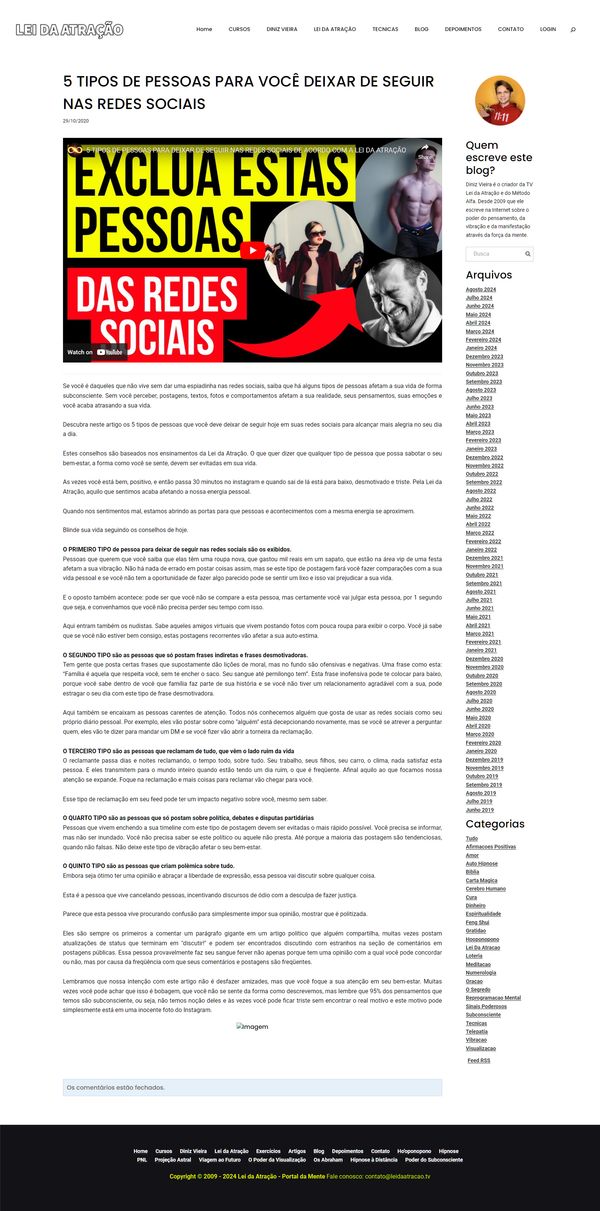 LEI DA ATRAÇÃO
Home CURSOS DINIZ VIEIRA LEI DA ATRAÇÃO TECNICAS BLOG DEPOIMENTOS CONTATO LOGIN
5 TIPOS DE PESSOAS PARA VOCÊ DEIXAR DE SEGUIR
NAS REDES SOCIAIS
29/10/2020
5 TIPOS DE PESSOAS PARA DEIXAR DE SEGUIR NAS REDES SOCIAIS DE ACORDO COM A LEI DA ATRAÇÃO
Share
EXCLUA ESTAS
PESSOAS
DAS REDES
SOCIAIS
Watch on YouTube
Se você é daqueles que não vive sem dar uma espiadinha nas redes sociais, saiba que há alguns tipos de pessoas afetam a sua vida de forma
subconsciente. Sem você perceber, postagens, textos, fotos e comportamentos afetam a sua realidade, seus pensamentos, suas emoções e
você acaba atrasando a sua vida.
Descubra neste artigo os 5 tipos de pessoas que você deve deixar de seguir hoje em suas redes sociais para alcançar mais alegria no seu dia
a dia.
Estes conselhos são baseados nos ensinamentos da Lei da Atração. O que quer dizer que qualquer tipo de pessoa que possa sabotar o seu
bem-estar, a forma como você se sente, devem ser evitadas em sua vida.
As vezes você está bem, positivo, e então passa 30 minutos no instagram e quando sai de lá está para baixo, desmotivado e triste. Pela Lei da
Atração, aquilo que sentimos acaba afetando a nossa energia pessoal.
Quando nos sentimentos mal, estamos abrindo as portas para que pessoas e acontecimentos com a mesma energia se aproximem.
Blinde sua vida seguindo os conselhos de hoje.
O PRIMEIRO TIPO de pessoa para deixar de seguir nas redes sociais são os exibidos.
Pessoas que querem que você saiba que elas têm uma roupa nova, que gastou mil reais em um sapato, que estão na área vip de uma festa
afetam a sua vibração. Não há nada de errado em postar coisas assim, mas se este tipo de postagem fará você fazer comparações com a sua
vida pessoal e se você não tem a oportunidade de fazer algo parecido pode se sentir um lixo e isso vai prejudicar a sua vida.
E o oposto também acontece: pode ser que você não se compare a esta pessoa, mas certamente você vai julgar esta pessoa, por 1 segundo
que seja, e convenhamos que você não precisa perder seu tempo com isso.
Aqui entram também os nudistas. Sabe aqueles amigos virtuais que vivem postando fotos com pouca roupa para exibir o corpo. Você já sabe
que se você não estiver bem consigo, estas postagens recorrentes vão afetar a sua auto-estima.
O SEGUNDO TIPO são as pessoas que só postam frases indiretas e frases desmotivadoras.
Tem gente que posta certas frases que supostamente dão lições de moral, mas no fundo são ofensivas e negativas. Uma frase como esta:
"Família é aquela que respeita você, sem te encher o saco. Seu sangue até pernilongo tem". Esta frase inofensiva pode te colocar para baixo,
porque você sabe dentro de você que família faz parte de sua história e se você não tiver um relacionamento agradável com a sua, pode
estragar o seu dia com este tipo de frase desmotivadora.
Aqui também se encaixam as pessoas carentes de atenção. Todos nós conhecemos alguém que gosta de usar as redes sociais como seu
próprio diário pessoal. Por exemplo, eles vão postar sobre como "alguém" está decepcionando novamente, mas se você se atrever a perguntar
quem, eles vão te dizer para mandar um DM e se você fizer vão abrir a torneira da reclamação.
O TERCEIRO TIPO são as pessoas que reclamam de tudo, que vêm o lado ruim da vida
O reclamante passa dias e noites reclamando, o tempo todo, sobre tudo. Seu trabalho, seus filhos, seu carro, o clima, nada satisfaz esta
pessoa. E eles transmitem para o mundo inteiro quando estão tendo um dia ruim, o que é freqüente. Afinal aquilo ao que focamos nossa
atenção se expande. Foque na reclamação e mais coisas para reclamar vão chegar para você.
Esse tipo de reclamação em seu feed pode ter um impacto negativo sobre você, mesmo sem saber.
O QUARTO TIPO são as pessoas que só postam sobre política, debates e disputas partidárias
Pessoas que vivem enchendo a sua timeline com este tipo de postagem devem ser evitadas o mais rápido possível. Você precisa se informar,
mas não ser inundado. Você não precisa saber se este político ou aquele não presta. Até porque a maioria das postagem são tendenciosas,
quando não falsas. Não deixe este tipo de vibração afetar o seu bem-estar.
O QUINTO TIPO são as pessoas que criam polêmica sobre tudo.
Embora seja ótimo ter uma opinião e abraçar a liberdade de expressão, essa pessoa vai discutir sobre qualquer coisa.
Esta é a pessoa que vive cancelando pessoas, incentivando discursos de ódio com a desculpa de fazer justiça.
Parece que esta pessoa vive procurando confusão para simplesmente impor sua opinião, mostrar que é politizada.
Eles são sempre os primeiros a comentar um parágrafo gigante em um artigo político que alguém compartilha, muitas vezes postam
atualizações de status que terminam em "discutir!" e podem ser encontrados discutindo com estranhos na seção de comentários em
postagens públicas. Essa pessoa provavelmente faz seu sangue ferver não apenas porque tem uma opinião com a qual você pode concordar
ou não, mas por causa da freqüência com que seus comentários e postagens são freqüentes.
Lembramos que nossa intenção com este artigo não é desfazer amizades, mas que você foque a sua atenção em seu bem-estar. Muitas
vezes você pode achar que isso é bobagem, que você não se sente da forma como descrevemos, mas lembre que 95% dos pensamentos que
temos são subconsciente, ou seja, não temos noção deles e às vezes você pode ficar triste sem encontrar o real motivo e este motivo pode
simplesmente está em uma inocente foto do Instagram.
Imagem
Os comentários estão fechados.
11:11
Quem
escreve este
blog?
Diniz Vieira é o criador da TV
Lei da Atração e do Método
Alfa. Desde 2009 que ele
escreve na Internet sobre o
poder do pensamento, da
vibração e da manifestação
através da força da mente.
Busca
Arquivos
Agosto 2024
Julho 2024
Junho 2024
Maio 2024
Abril 2024
Março 2024
Fevereiro 2024
Janeiro 2024
Dezembro 2023
Novembro 2023
Outubro 2023
Setembro 2023
Agosto 2023
Julho 2023
Junho 2023
Maio 2023
Abril 2023
Março 2023
Fevereiro 2023
Janeiro 2023
Dezembro 2022
Novembro 2022
Outubro 2022
Setembro 2022
Agosto 2022
Julho 2022
Junho 2022
Maio 2022
Abril 2022
Março 2022
Fevereiro 2022
Janeiro 2022
Dezembro 2021
Novembro 2021
Outubro 2021
Setembro 2021
Agosto 2021
Julho 2021
Junho 2021
Maio 2021
Abril 2021
Março 2021
Fevereiro 2021
Janeiro 2021
Dezembro 2020
Novembro 2020
Outubro 2020
Setembro 2020
Agosto 2020
Julho 2020
Junho 2020
Maio 2020
Abril 2020
Março 2020
Fevereiro 2020
Janeiro 2020
Dezembro 2019
Novembro 2019
Outubro 2019
Setembro 2019
Agosto 2019
Julho 2019
Junho 2019
Categorias
Tudo
Afirmacoes Positivas
Amor
Auto Hipnose
Biblia
Carta Magica
Cerebro Humano
Cura
Dinheiro
Espiritualidade
Feng Shui
Gratidao
Hooponopono
Lei Da Atracao
Loteria
Meditacao
Numerologia
Oracao
O Segredo
Reprogramacao Mental
Sinais Poderosos
Subconsciente
Tecnicas
Telepatia
Vibracao
Visualizacao
Feed RSS
Home Cursos Diniz Vieira Lei da Atração Exercícios Artigos Blog Depoimentos Contato Ho'oponopono Hipnose
PNL Projeção Astral Viagem ao Futuro O Poder da Visualização Os Abraham Hipnose à Distância Poder do Subconsciente
Copyright © 2009 - 2024 Lei da Atração - Portal da Mente Fale conosco: contato@leidaatracao.tv